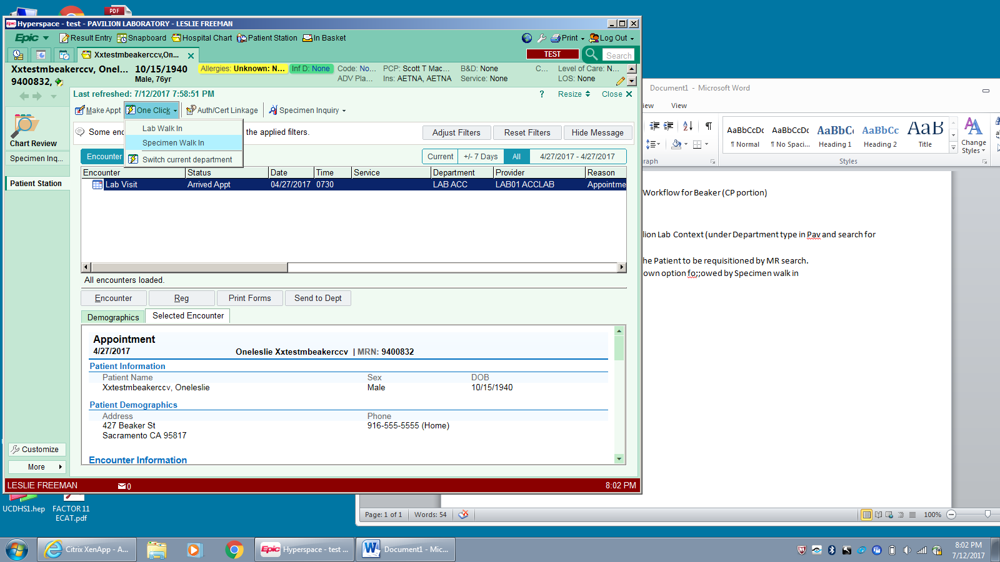 PDF
Epic Hyperspace - test - PAVILION LABORATORY - LESLIE FREEMAN
Epic Result Entry Snapboard Hospital Chart Patient Station In Basket Print Log Out
Xxtestmbeakerccv,On... TEST Search
Xxtestmbeakerccv, Onel... 10/15/1940 Allergies: Unknown: N... Inf D: None Code: No... PCP: Scott T Mac... B&D: None C... Level of Care: N...
9400832, Male, 76yr ADV Pla... Ins: AETNA, AETNA Service: None LOS: None
Last refreshed: 7/12/2017 7:58:51 PM ? Resize Close
Make Appt One Click Auth/Cert Linkage Specimen Inquiry
Lab Walk In
Specimen Walk In
Switch current department
Chart Review
Specimen Inq...
Patient Station
Some enc the applied filters. Adjust Filters Reset Filters Hide Message
Encounter Current +/- 7 Days All 4/27/2017 - 4/27/2017
Encounter Status Date Time Service Department Provider Reason
Lab Visit Arrived Appt 04/27/2017 0730 LAB ACC LAB01 ACCLAB Appointme
All encounters loaded.
Encounter Reg Print Forms Send to Dept
Demographics Selected Encounter
Appointment
4/27/2017 Oneleslie Xxtestmbeakerccv | MRN: 9400832
Patient Information
Patient Name Sex DOB
Xxtestmbeakerccv, Oneleslie Male 10/15/1940
Patient Demographics
Address Phone
427 Beaker St 916-555-5555 (Home)
Sacramento CA 95817
Encounter Information
Customize
More
LESLIE FREEMAN 0 8:02 PM
Document1 - Microsoft Word
iew View
AaBbCcDc AaBbCcDc AaBbC AaBbCc AaB
¶ Normal ¶ No Spaci... Heading 1 Heading 2 Title Change Styles
raph Styles
Workflow for Beaker (CP portion)
lion Lab Context (under Department type in Pav and search for
he Patient to be requisitioned by MR search.
own option fo;;owed by Specimen walk in
Page: 1 of 1 Words: 54 100%
UCDHS1.hep FACTOR 11 ECAT.pdf
Citrix XenApp - A... Epic Hyperspace - test ... Document1 - Mic... 8:02 PM
7/12/2017